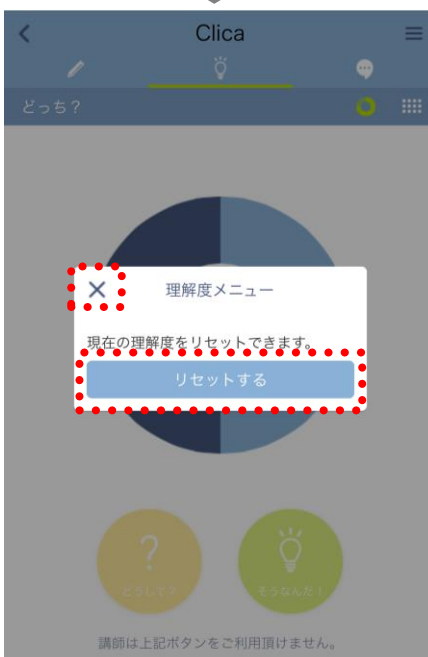 Clica
どっち?
理解度メニュー
現在の理解度をリセットできます。
リセットする
?
どうして?
そうなんだ!
講師は上記ボタンをご利用頂けません。